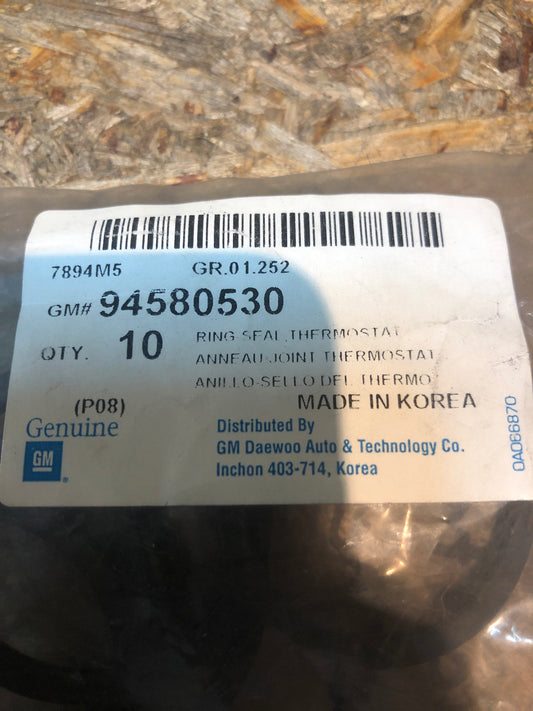 7894M5 GR.01.252
GM# 94580530
QTY. 10
RING SEAL,THERMOSTAT
ANNEAU-JOINT THERMOSTAT
ANILLO-SELLO DEL THERMO
(P08) MADE IN KOREA
Genuine
GM
Distributed By
GM Daewoo Auto & Technology Co.
Inchon 403-714, Korea
0AD66870